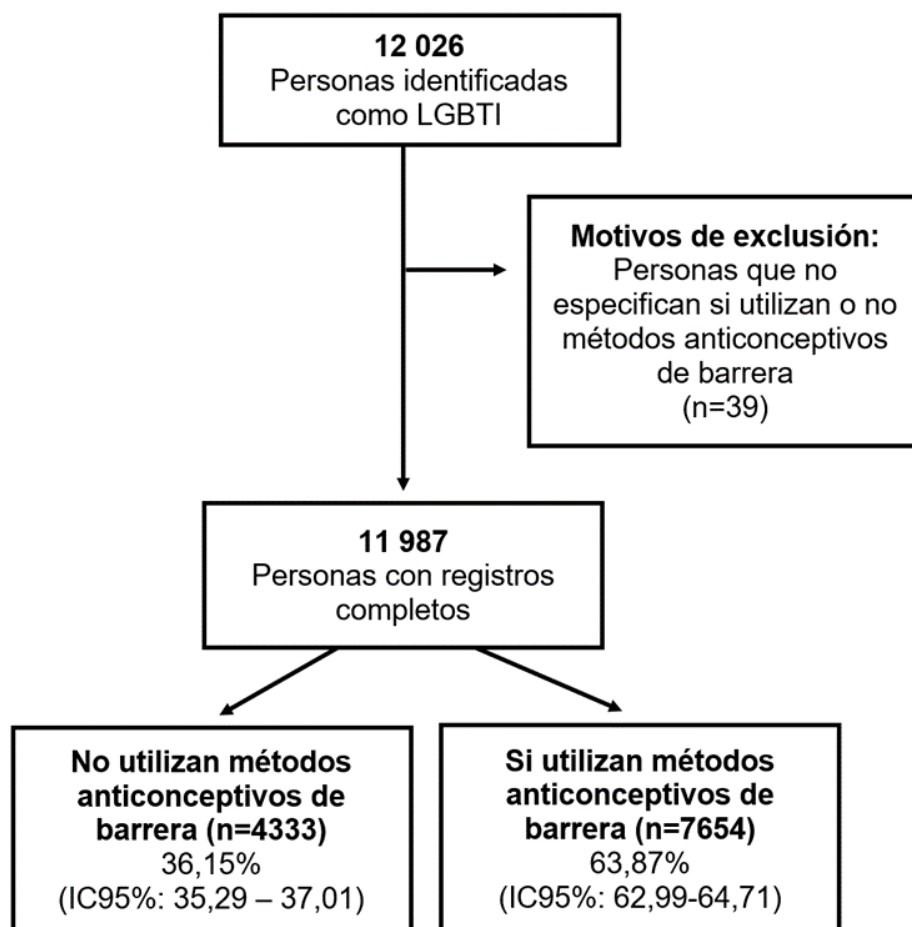 12 026
Personas identificadas
como LGBTI
Motivos de exclusión:
Personas que no
especifican si utilizan o no
métodos anticonceptivos
de barrera
(n=39)
11 987
Personas con registros
completos
No utilizan métodos
anticonceptivos de
barrera (n=4333)
36,15%
(IC95%: 35,29 – 37,01)
Si utilizan métodos
anticonceptivos de
barrera (n=7654)
63,87%
(IC95%: 62,99-64,71)